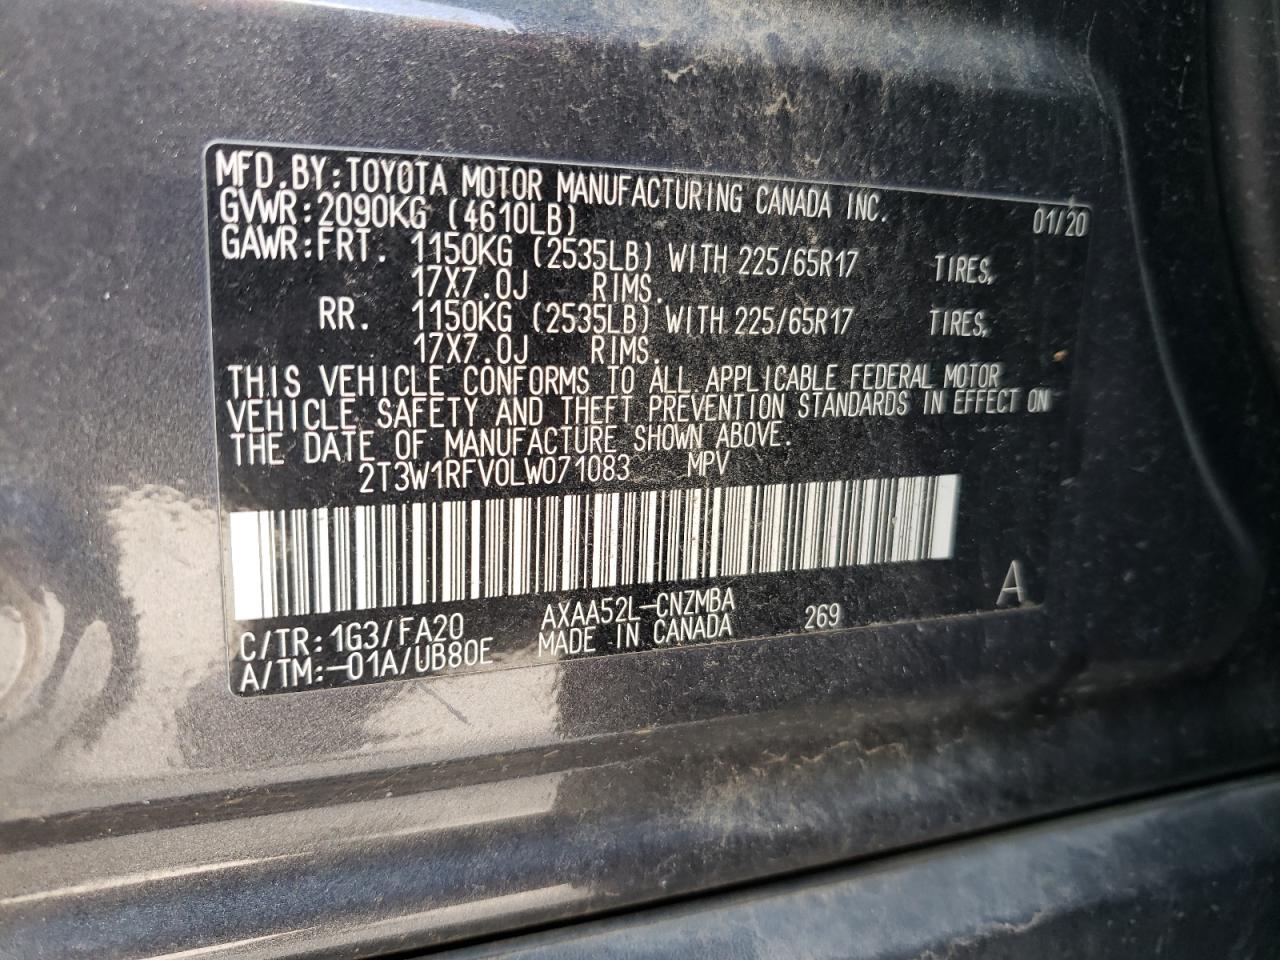 MFD.BY:TOYOTA MOTOR MANUFACTURING CANADA INC. 01/20
GVWR:2090KG (4610LB)
GAWR:FRT. 1150KG (2535LB) WITH 225/65R17 TIRES,
17X7.0J RIMS.
RR. 1150KG (2535LB) WITH 225/65R17 TIRES,
17X7.0J RIMS.
THIS VEHICLE CONFORMS TO ALL APPLICABLE FEDERAL MOTOR
VEHICLE SAFETY AND THEFT PREVENTION STANDARDS IN EFFECT ON
THE DATE OF MANUFACTURE SHOWN ABOVE.
2T3W1RFV0LW071083 MPV
A
C/TR:1G3/FA20 AXAA52L-CNZMBA 269
A/TM:-01A/UB80E MADE IN CANADA